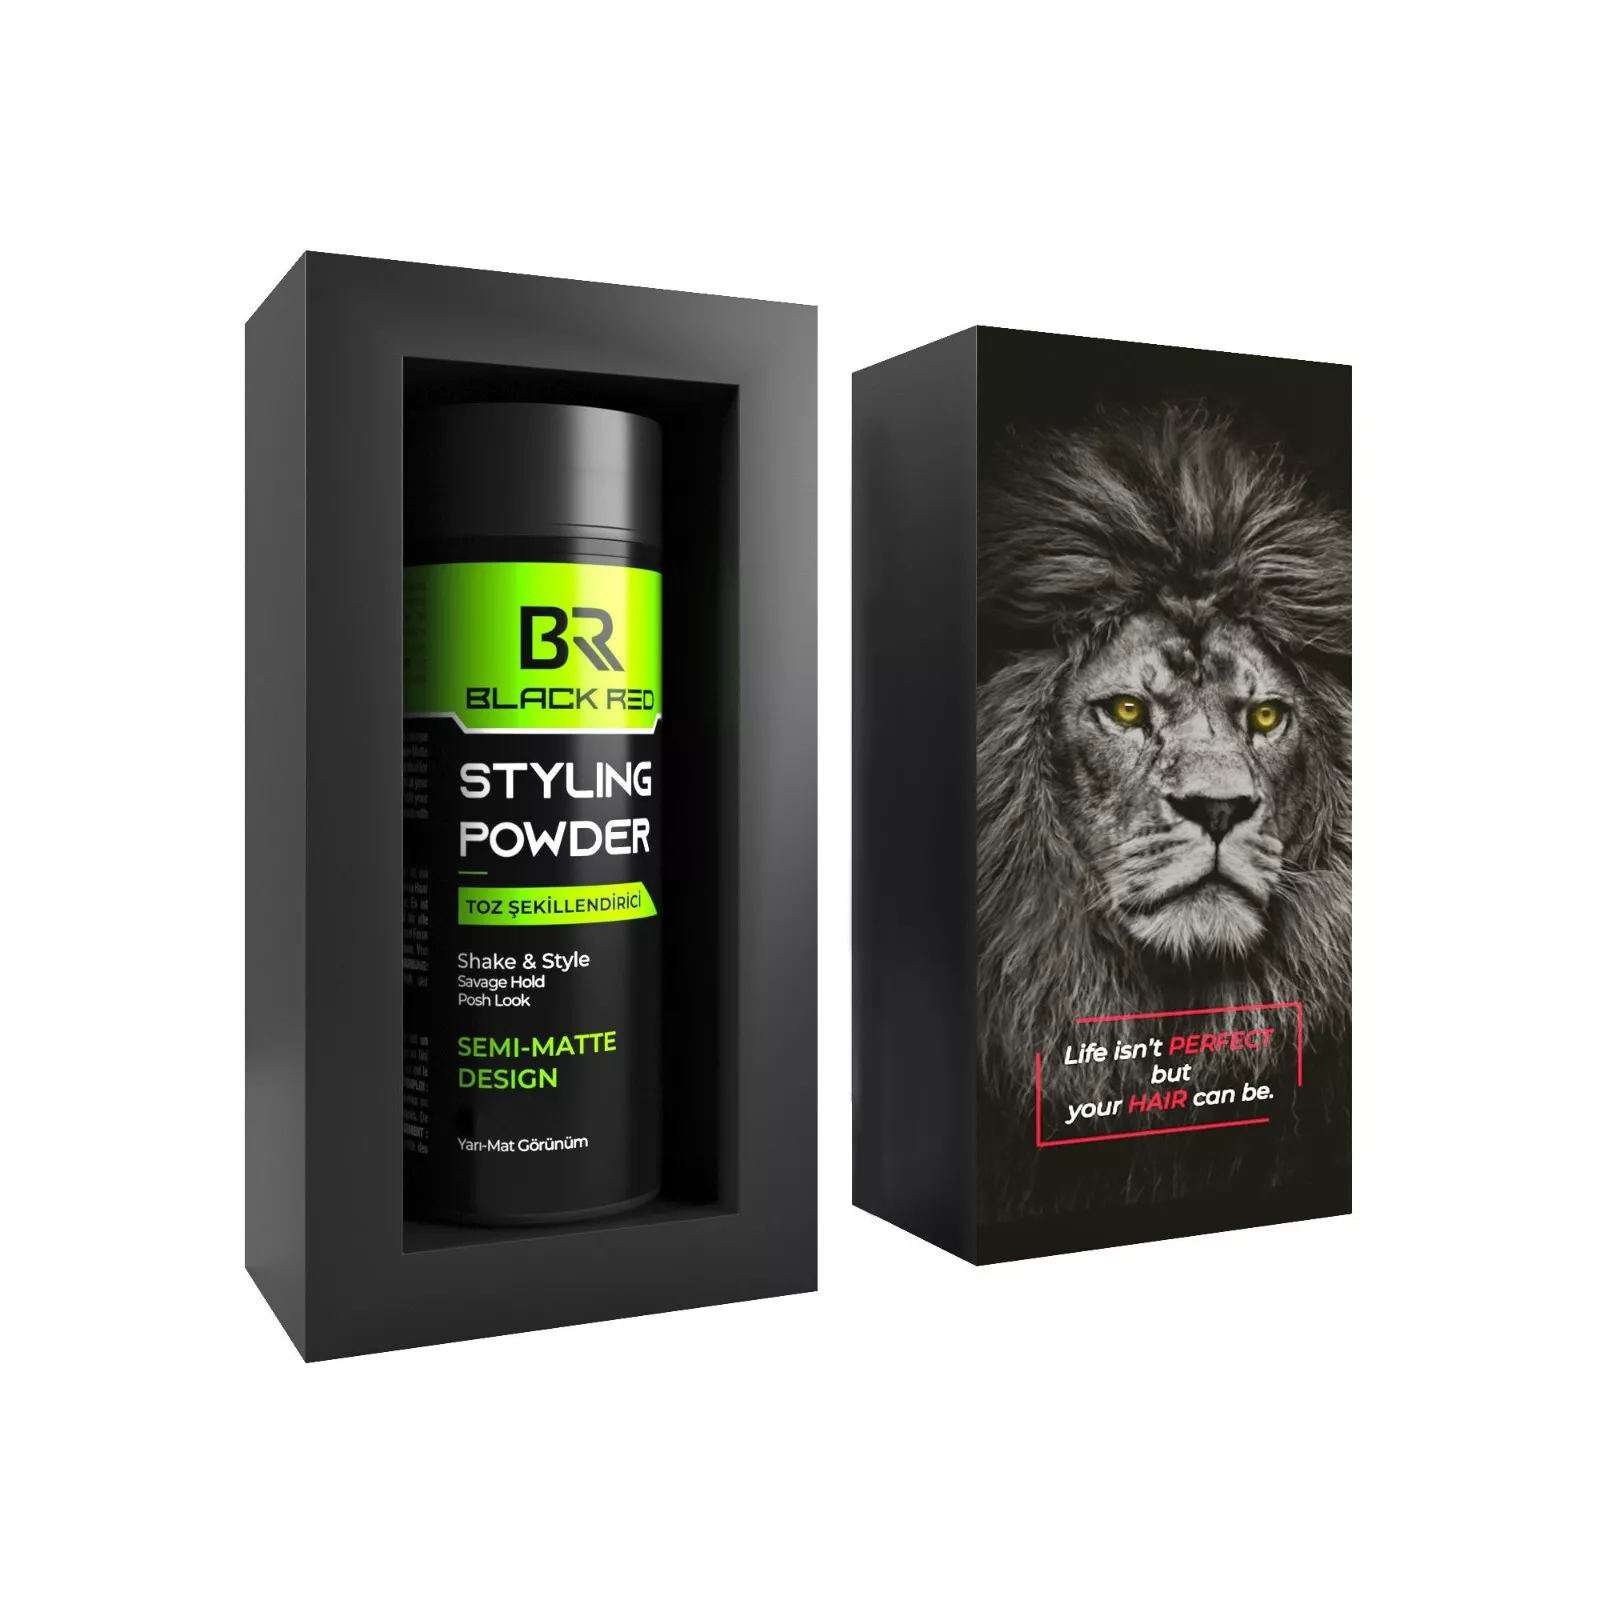 BR
BLACK RED
STYLING
POWDER
TOZ ŞEKİLLENDİRİCİ
Shake & Style
Savage Hold
Posh Look
SEMI-MATTE
DESIGN
Yarı-Mat Görünüm
Life isn't PERFECT
but
your HAIR can be.